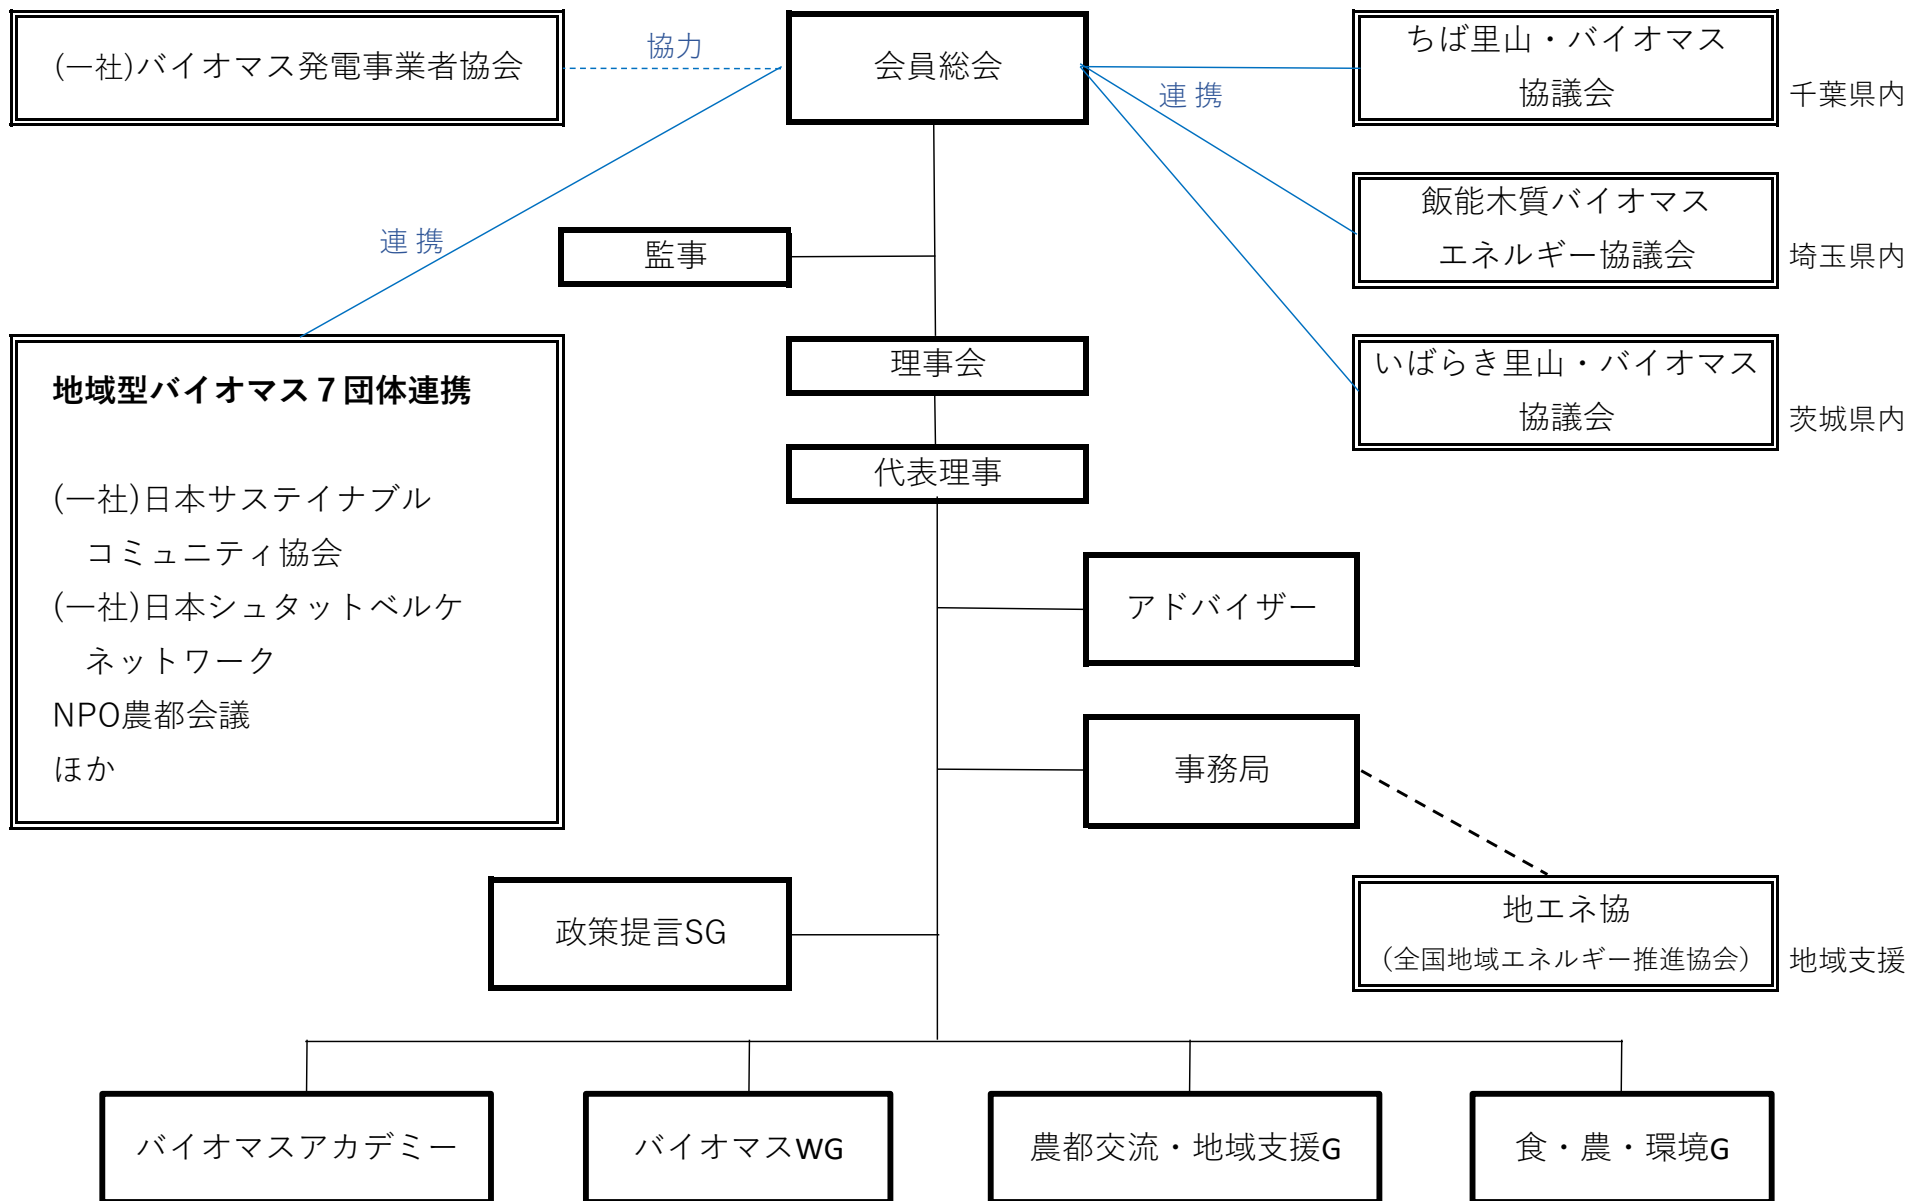 (一社)バイオマス発電事業者協会
協力
会員総会
ちば里山・バイオマス
協議会
千葉県内
連 携
飯能木質バイオマス
エネルギー協議会
埼玉県内
連 携
監事
いばらき里山・バイオマス
協議会
茨城県内
理事会
代表理事
地域型バイオマス７団体連携
(一社)日本サステイナブル
コミュニティ協会
(一社)日本シュタットベルケ
ネットワーク
NPO農都会議
ほか
アドバイザー
事務局
政策提言SG
地エネ協
（全国地域エネルギー推進協会）
地域支援
バイオマスアカデミー
バイオマスWG
農都交流・地域支援G
食・農・環境G